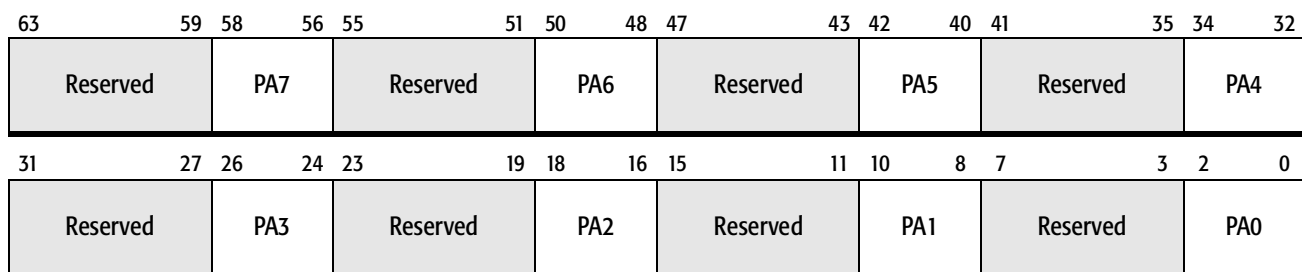 63 59 58 56 55 51 50 48 47 43 42 40 41 35 34 32
Reserved PA7 Reserved PA6 Reserved PA5 Reserved PA4
31 27 26 24 23 19 18 16 15 11 10 8 7 3 2 0
Reserved PA3 Reserved PA2 Reserved PA1 Reserved PA0